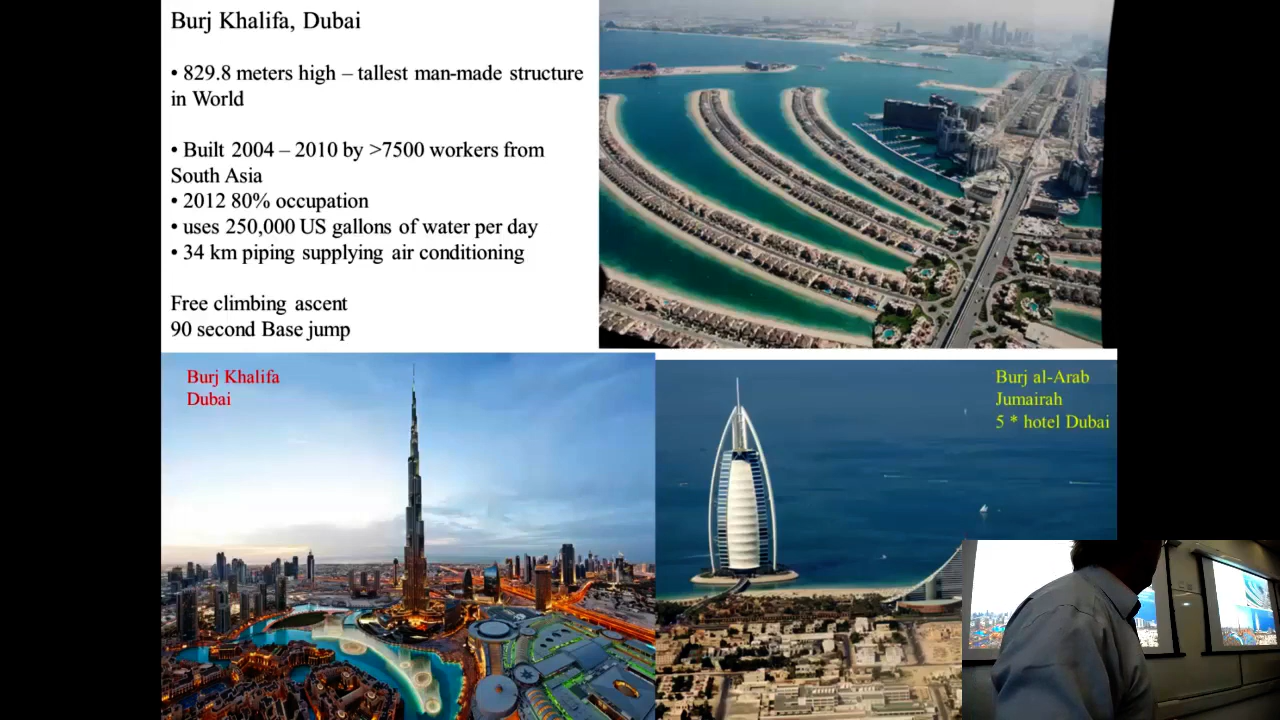 Burj Khalifa, Dubai
• 829.8 meters high – tallest man-made structure
in World
• Built 2004 – 2010 by >7500 workers from
South Asia
• 2012 80% occupation
• uses 250,000 US gallons of water per day
• 34 km piping supplying air conditioning
Free climbing ascent
90 second Base jump
Burj Khalifa
Dubai
Burj al-Arab
Jumairah
5 * hotel Dubai